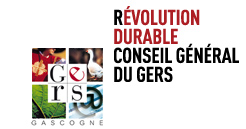 RÉVOLUTION
DURABLE
CONSEIL GÉNÉRAL
DU GERS
Gers
GASCOGNE